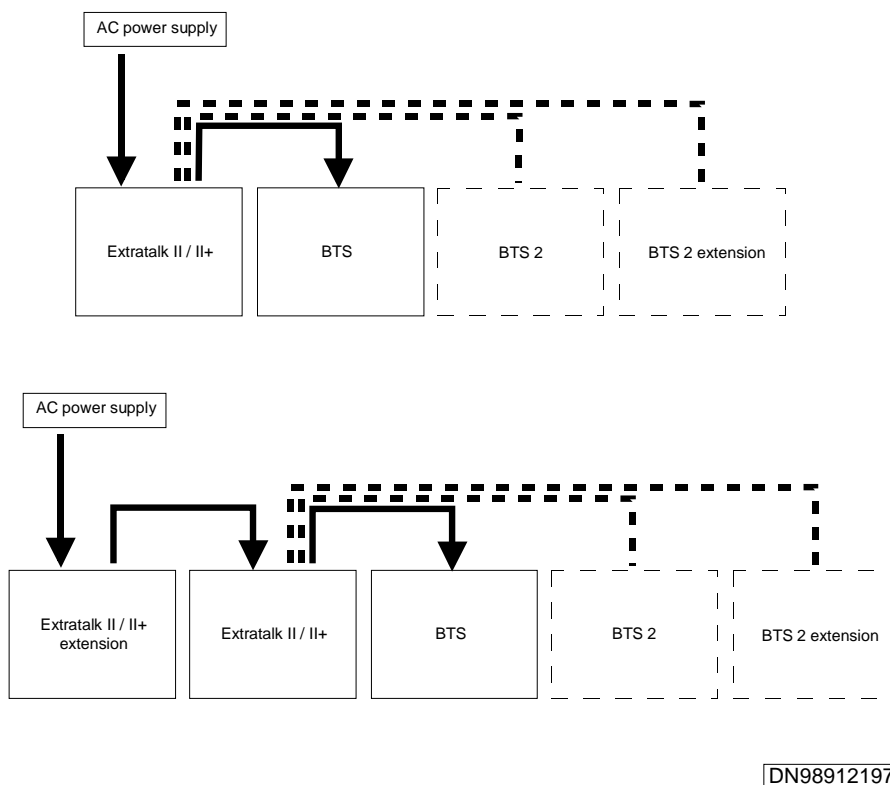 AC power supply
Extratalk II / II+
BTS
BTS 2
BTS 2 extension
AC power supply
Extratalk II / II+
extension
Extratalk II / II+
BTS
BTS 2
BTS 2 extension
DN98912197